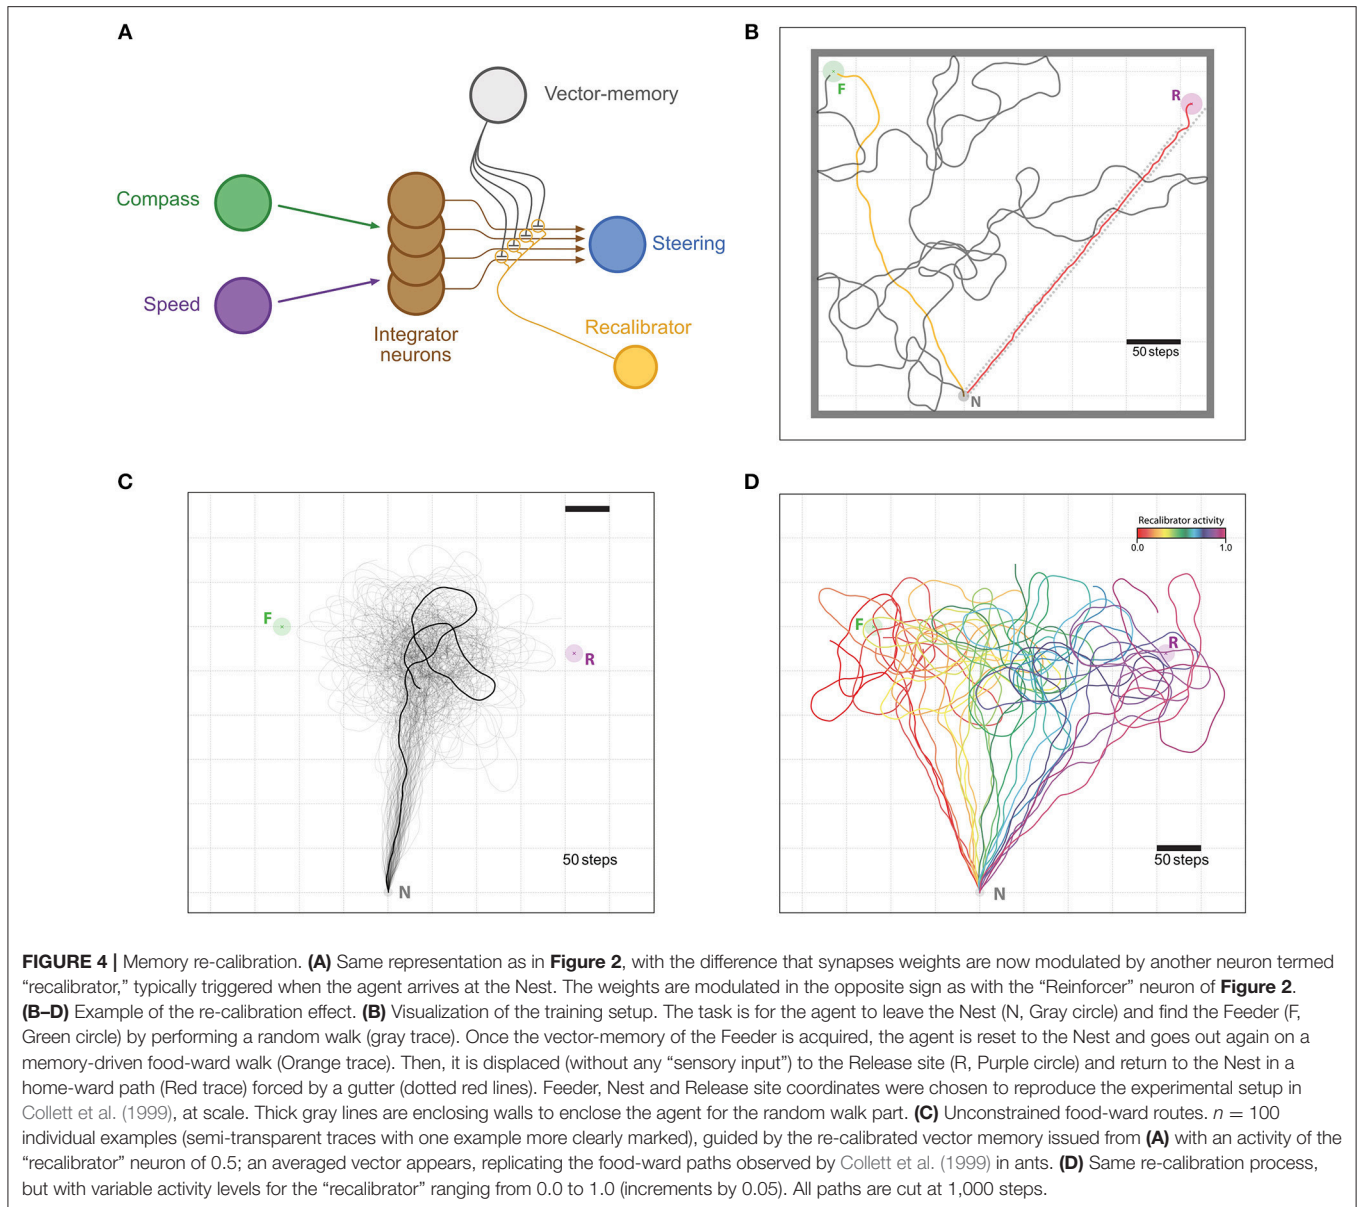 A
Vector-memory
Compass
Speed
Integrator
neurons
Steering
Recalibrator
B
F
R
50 steps
N
C
F
R
50 steps
N
D
Recalibrator activity
0.0 1.0
F
R
50 steps
N
FIGURE 4 | Memory re-calibration. (A) Same representation as in Figure 2, with the difference that synapses weights are now modulated by another neuron termed
“recalibrator,” typically triggered when the agent arrives at the Nest. The weights are modulated in the opposite sign as with the “Reinforcer” neuron of Figure 2.
(B–D) Example of the re-calibration effect. (B) Visualization of the training setup. The task is for the agent to leave the Nest (N, Gray circle) and find the Feeder (F,
Green circle) by performing a random walk (gray trace). Once the vector-memory of the Feeder is acquired, the agent is reset to the Nest and goes out again on a
memory-driven food-ward walk (Orange trace). Then, it is displaced (without any “sensory input”) to the Release site (R, Purple circle) and return to the Nest in a
home-ward path (Red trace) forced by a gutter (dotted red lines). Feeder, Nest and Release site coordinates were chosen to reproduce the experimental setup in
Collett et al. (1999), at scale. Thick gray lines are enclosing walls to enclose the agent for the random walk part. (C) Unconstrained food-ward routes. n = 100
individual examples (semi-transparent traces with one example more clearly marked), guided by the re-calibrated vector memory issued from (A) with an activity of the
“recalibrator” neuron of 0.5; an averaged vector appears, replicating the food-ward paths observed by Collett et al. (1999) in ants. (D) Same re-calibration process,
but with variable activity levels for the “recalibrator” ranging from 0.0 to 1.0 (increments by 0.05). All paths are cut at 1,000 steps.